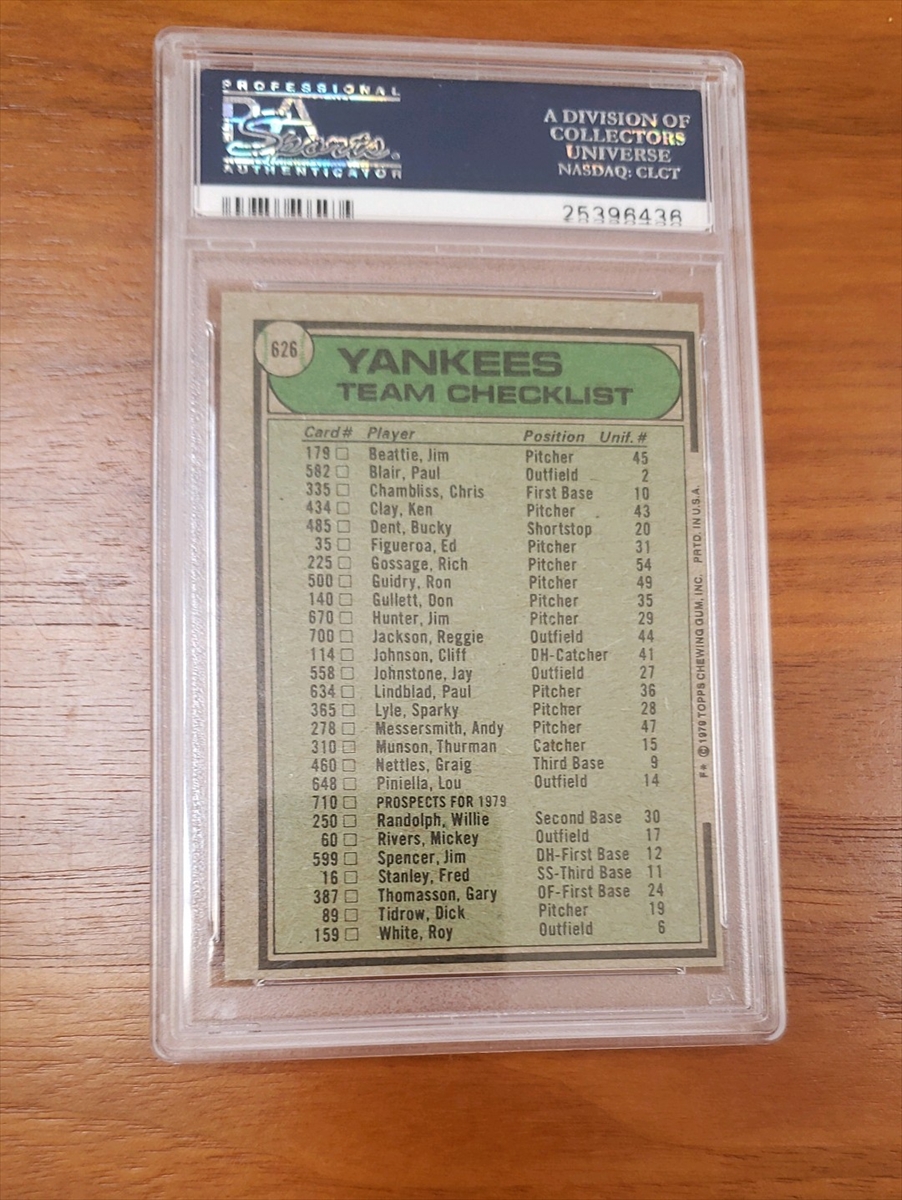 PROFESSIONAL
PSA
Sports.
AUTHENTICATOR
A DIVISION OF
COLLECTORS
UNIVERSE
NASDAQ: CLCT
25396436
626
YANKEES
TEAM CHECKLIST
Card # Player Position Unif. #
179 □ Beattie, Jim Pitcher 45
582 □ Blair, Paul Outfield 2
335 □ Chambliss, Chris First Base 10
434 □ Clay, Ken Pitcher 43
485 □ Dent, Bucky Shortstop 20
35 □ Figueroa, Ed Pitcher 31
225 □ Gossage, Rich Pitcher 54
500 □ Guidry, Ron Pitcher 49
140 □ Gullett, Don Pitcher 35
670 □ Hunter, Jim Pitcher 29
700 □ Jackson, Reggie Outfield 44
114 □ Johnson, Cliff DH-Catcher 41
558 □ Johnstone, Jay Outfield 27
634 □ Lindblad, Paul Pitcher 36
365 □ Lyle, Sparky Pitcher 28
278 □ Messersmith, Andy Pitcher 47
310 □ Munson, Thurman Catcher 15
460 □ Nettles, Graig Third Base 9
648 □ Piniella, Lou Outfield 14
710 □ PROSPECTS FOR 1979
250 □ Randolph, Willie Second Base 30
60 □ Rivers, Mickey Outfield 17
599 □ Spencer, Jim DH-First Base 12
16 □ Stanley, Fred SS-Third Base 11
387 □ Thomasson, Gary OF-First Base 24
89 □ Tidrow, Dick Pitcher 19
159 □ White, Roy Outfield 6
F* © 1979 TOPPS CHEWING GUM, INC. PRTD. IN U.S.A.